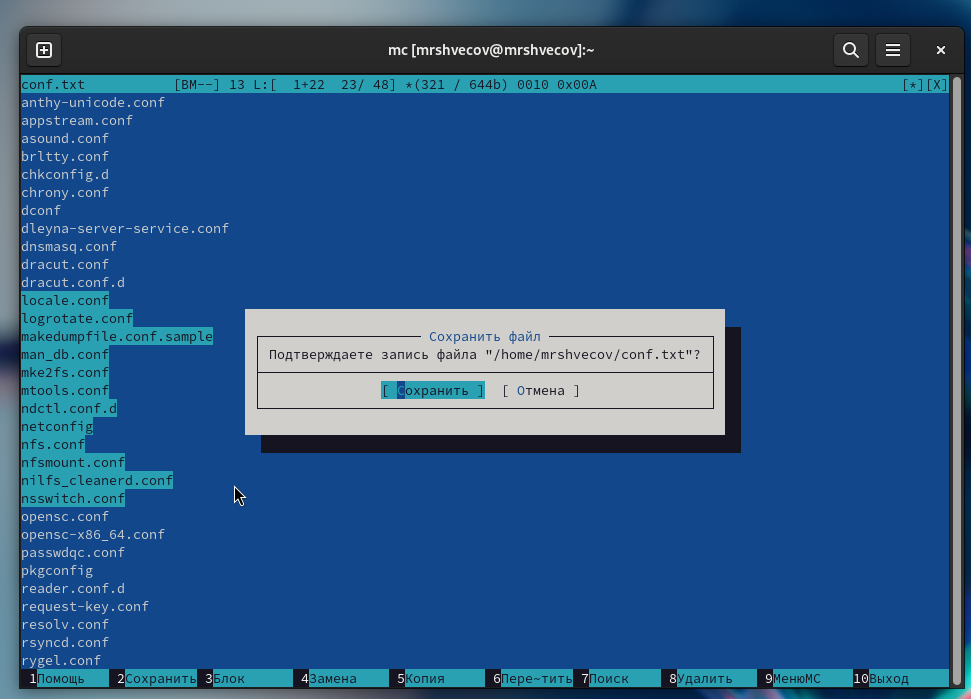 mc [mrshvecov@mrshvecov]:~
conf.txt [BM--] 13 L:[ 1+22 23/ 48] *(321 / 644b) 0010 0x00A [*][X]
anthy-unicode.conf
appstream.conf
asound.conf
brltty.conf
chkconfig.d
chrony.conf
dconf
dleyna-server-service.conf
dnsmasq.conf
dracut.conf
dracut.conf.d
locale.conf
logrotate.conf
makedumpfile.conf.sample
man_db.conf
mke2fs.conf
mtools.conf
ndctl.conf.d
netconfig
nfs.conf
nfsmount.conf
nilfs_cleanerd.conf
nsswitch.conf
opensc.conf
opensc-x86_64.conf
passwdqc.conf
pkgconfig
reader.conf.d
request-key.conf
resolv.conf
rsyncd.conf
rygel.conf
Сохранить файл
Подтверждаете запись файла "/home/mrshvecov/conf.txt"?
[ Сохранить ] [ Отмена ]
1Помощь 2Сохранить 3Блок 4Замена 5Копия 6Пере~тить 7Поиск 8Удалить 9МенюMC 10Выход